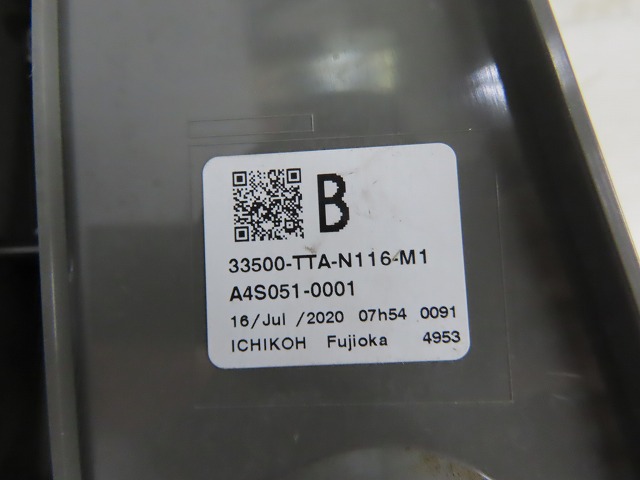 B
33500-TTA-N116-M1
A4S051-0001
16/Jul /2020 07h54 0091
ICHIKOH Fujioka 4953